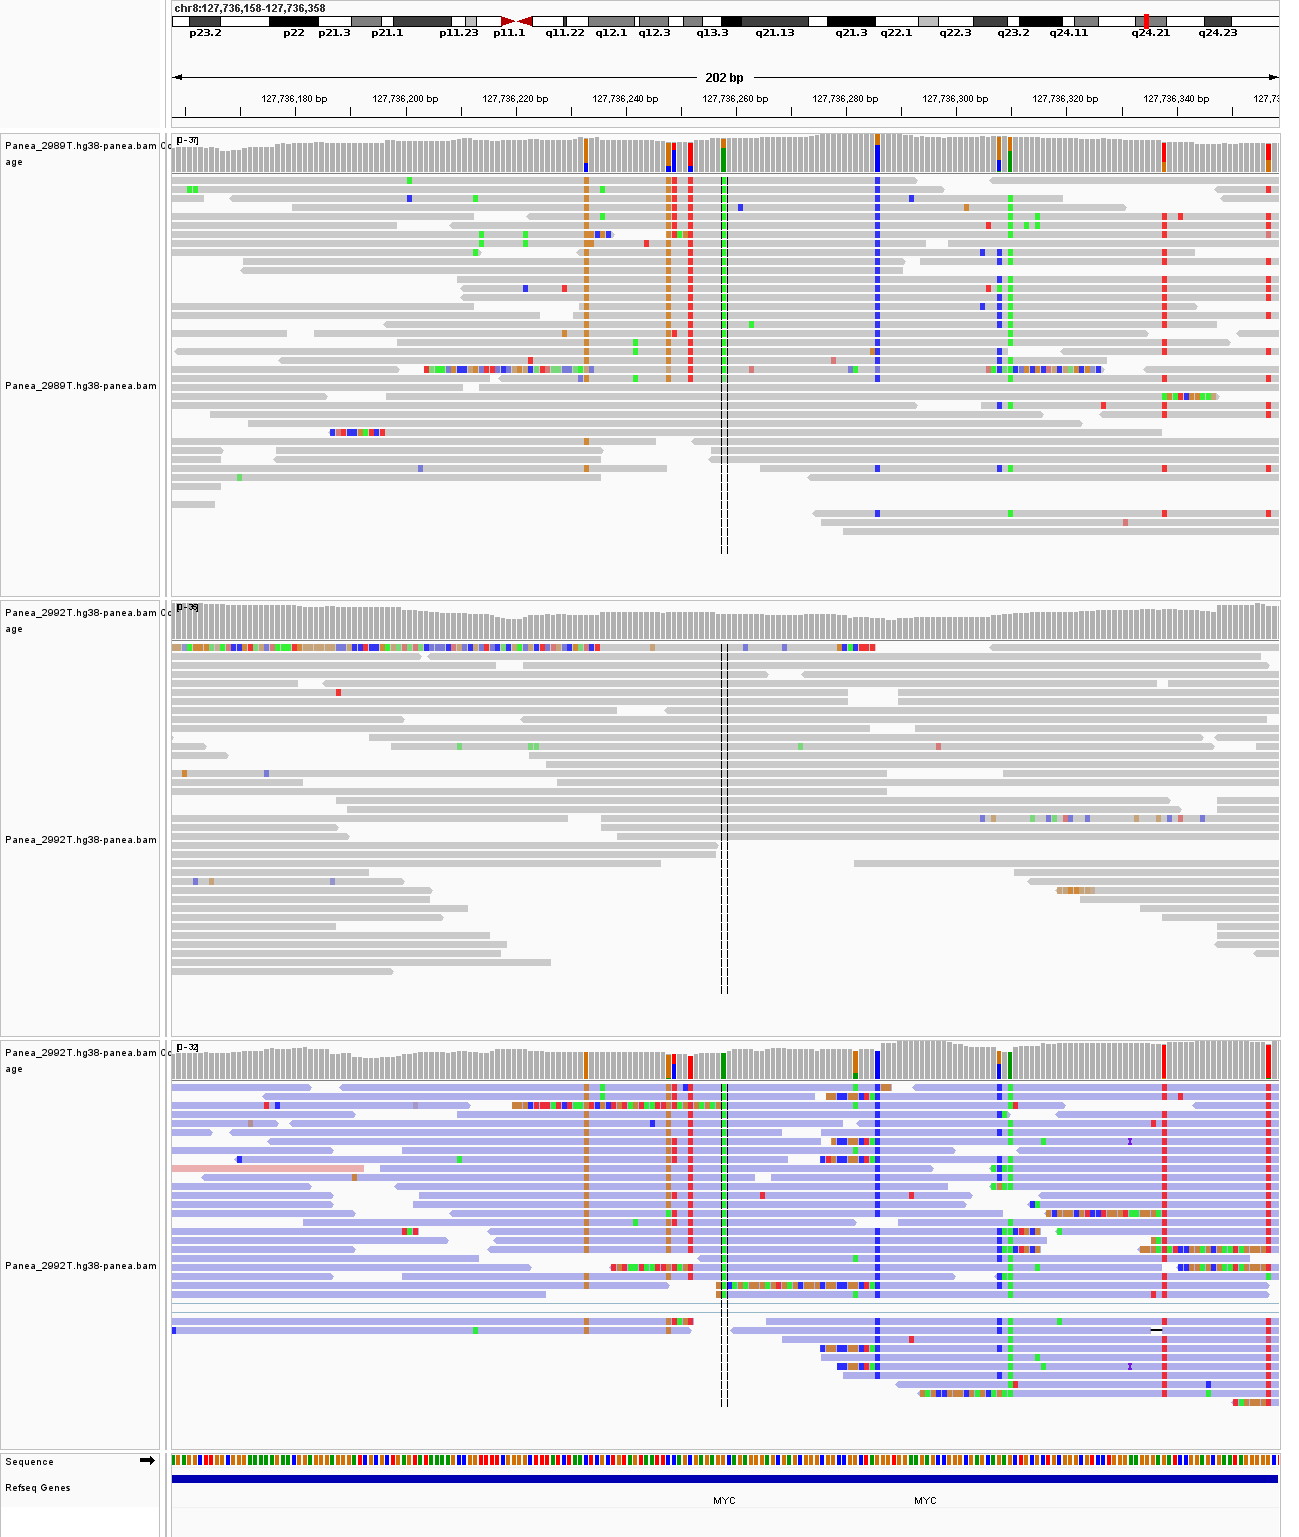 chr8:127,736,158-127,736,358
p23.2 p22 p21.3 p21.1 p11.23 p11.1 q11.22 q12.1 q12.3 q13.3 q21.13 q21.3 q22.1 q22.3 q23.2 q24.11 q24.21 q24.23
202 bp
127,736,180 bp 127,736,200 bp 127,736,220 bp 127,736,240 bp 127,736,260 bp 127,736,280 bp 127,736,300 bp 127,736,320 bp 127,736,340 bp 127,73
Panea_2989T.hg38-panea.bam Co
age
[0-37]
Panea_2989T.hg38-panea.bam
Panea_2992T.hg38-panea.bam Co
age
Panea_2992T.hg38-panea.bam
Panea_2992T.hg38-panea.bam Co
age
[0-32]
Panea_2992T.hg38-panea.bam
Sequence
Refseq Genes
MYC MYC